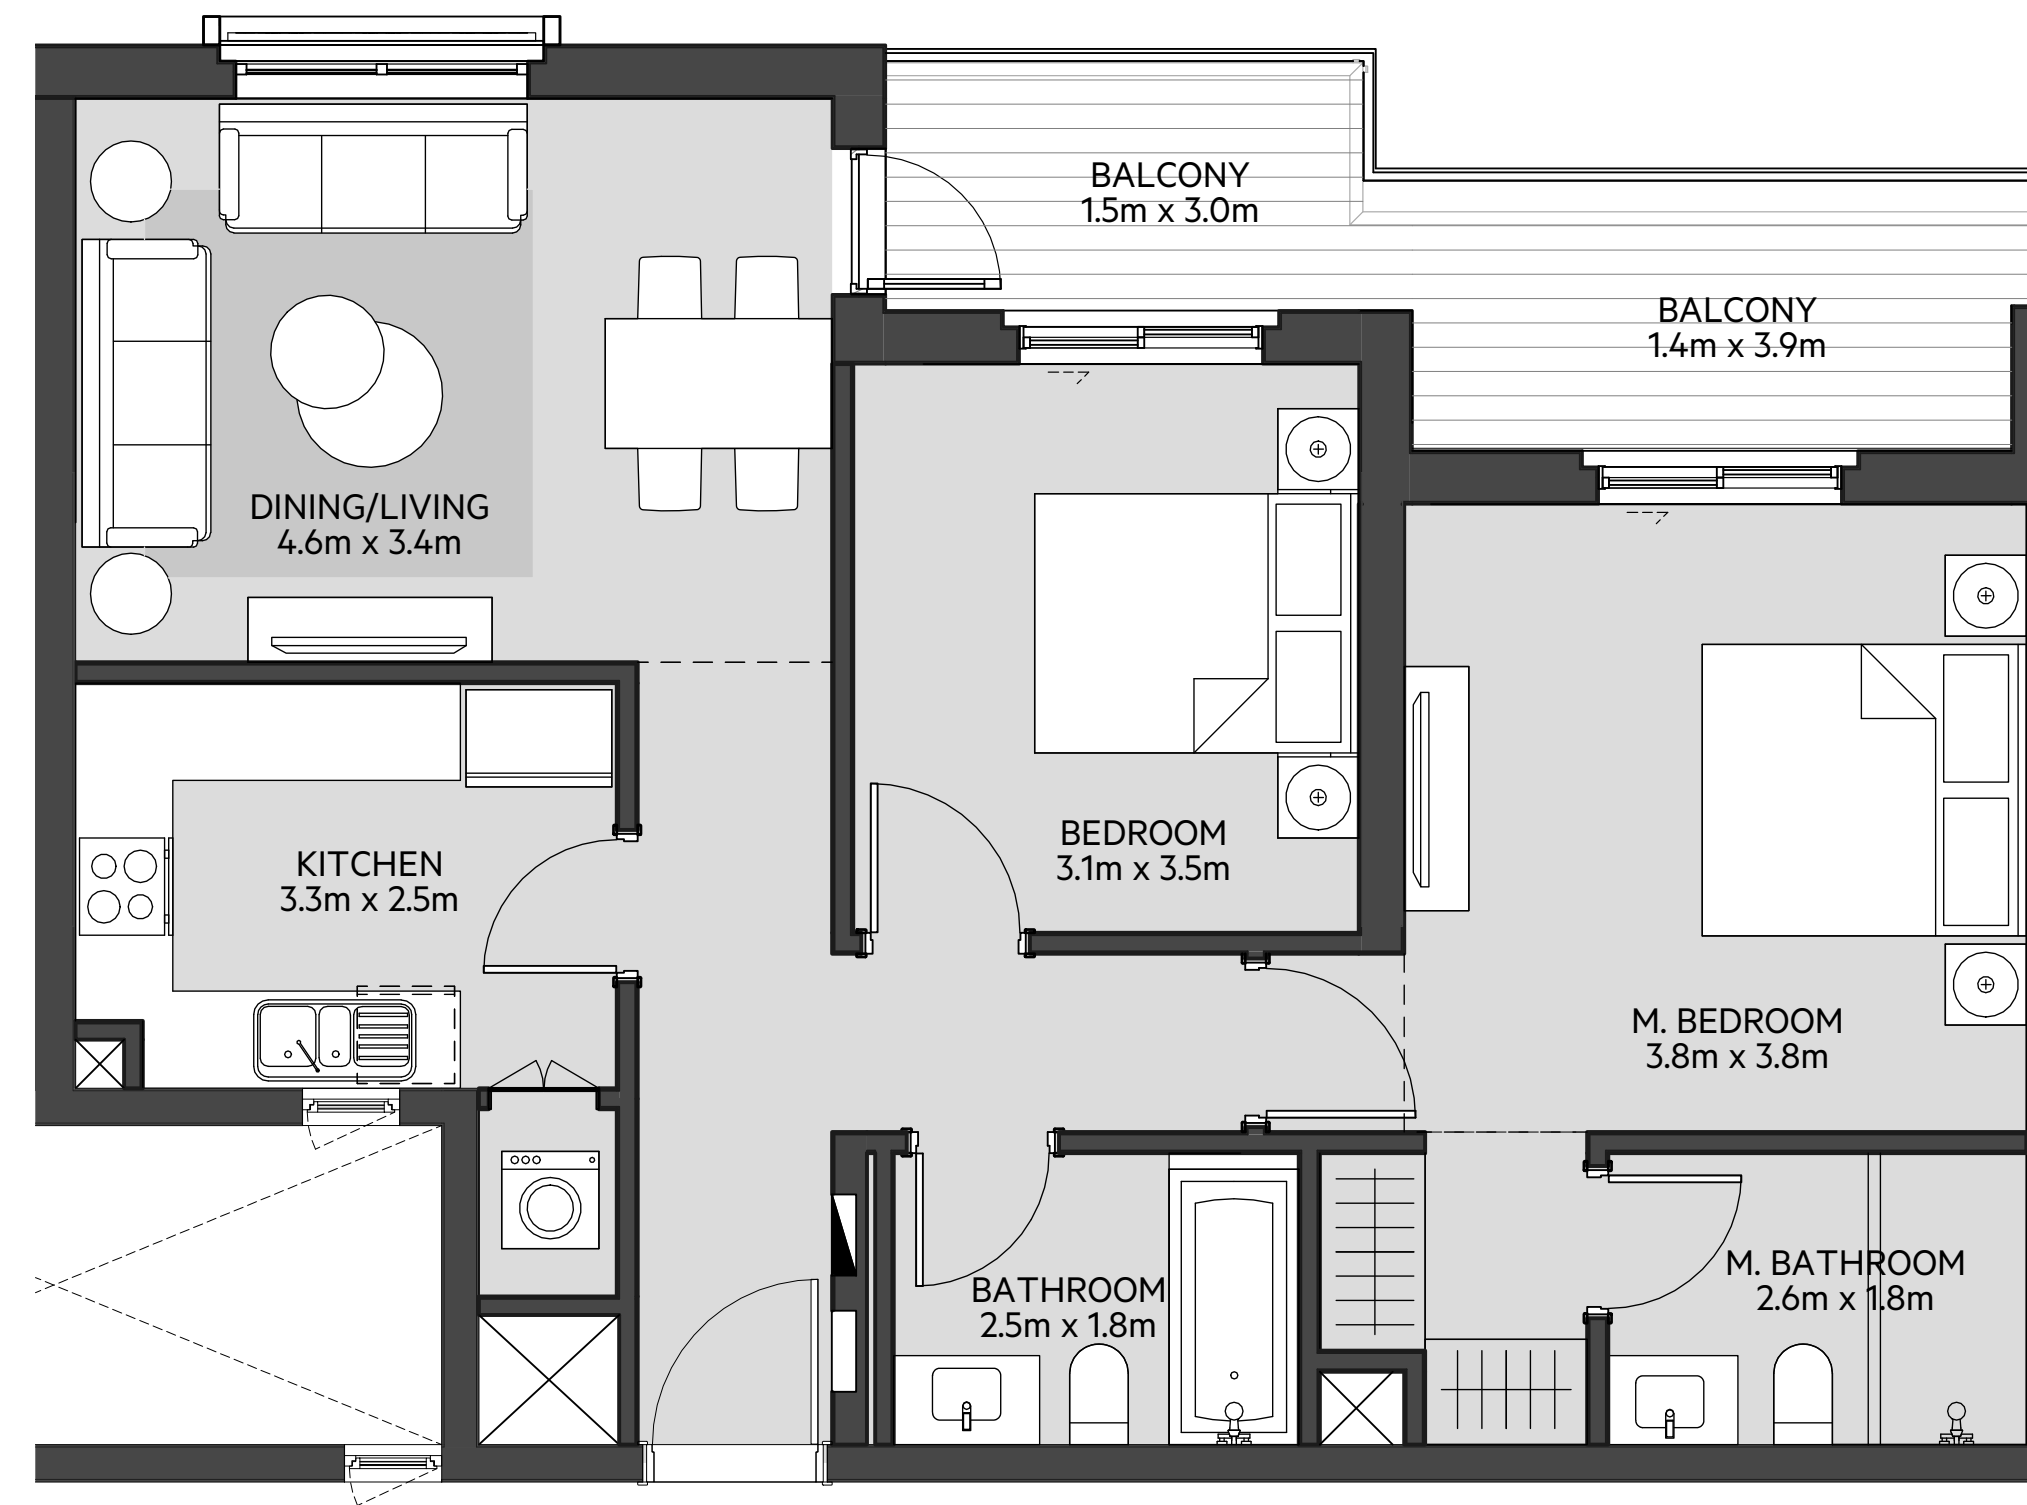 BALCONY
1.5m x 3.0m
BALCONY
1.4m x 3.9m
DINING/LIVING
4.6m x 3.4m
BEDROOM
3.1m x 3.5m
KITCHEN
3.3m x 2.5m
M. BEDROOM
3.8m x 3.8m
BATHROOM
2.5m x 1.8m
M. BATHROOM
2.6m x 1.8m